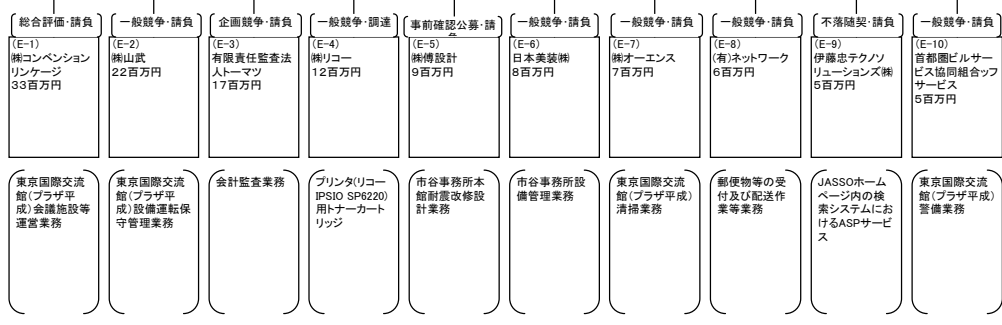 総合評価・請負
一般競争・請負
企画競争・請負
一般競争・調達
事前確認公募・請
一般競争・請負
一般競争・請負
一般競争・請負
不落随契・請負
一般競争・請負
(E-1)
㈱コンベンション
リンケージ
33百万円
(E-2)
㈱山武
22百万円
(E-3)
有限責任監査法
人トーマツ
17百万円
(E-4)
㈱リコー
12百万円
(E-5)
㈱傳設計
9百万円
(E-6)
日本美装㈱
8百万円
(E-7)
㈱オーエンス
7百万円
(E-8)
(有)ネットワーク
6百万円
(E-9)
伊藤忠テクノソ
リューションズ㈱
5百万円
(E-10)
首都圏ビルサー
ビス協同組合ッフ
サービス
5百万円
東京国際交流
館(プラザ平
成)会議施設等
運営業務
東京国際交流
館(プラザ平
成)設備運転保
守管理業務
会計監査業務
プリンタ(リコー
IPSIO SP6220)
用トナーカート
リッジ
市谷事務所本
館耐震改修設
計業務
市谷事務所設
備管理業務
東京国際交流
館(プラザ平成)
清掃業務
郵便物等の受
付及び配送作
業等業務
JASSOホーム
ページ内の検
索システムにお
けるASPサービ
ス
東京国際交流
館(プラザ平成)
警備業務